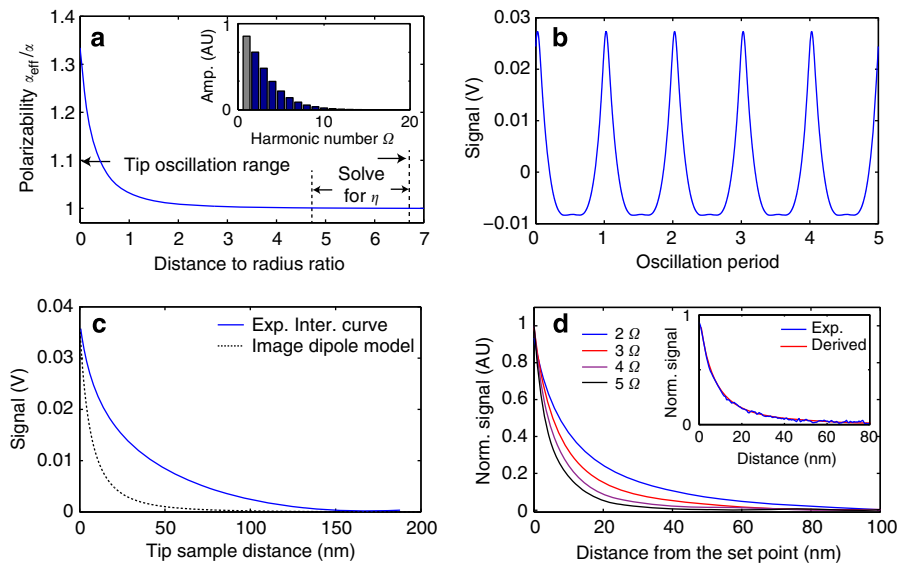 a
Polarizability α_eff/α
1.4
1.3
1.2
1.1
1
0 1 2 3 4 5 6 7
Distance to radius ratio
Tip oscillation range
Solve
for η
Amp. (AU)
1
0
0 10 20
Harmonic number Ω
b
Signal (V)
0.03
0.02
0.01
0
−0.01
0 1 2 3 4 5
Oscillation period
c
Signal (V)
0.04
0.03
0.02
0.01
0
0 50 100 150 200
Tip sample distance (nm)
Exp. Inter. curve
Image dipole model
d
Norm. signal (AU)
1
0.8
0.6
0.4
0.2
0
0 20 40 60 80 100
Distance from the set point (nm)
2 Ω
3 Ω
4 Ω
5 Ω
Norm. signal
1
0
0 20 40 60 80
Distance (nm)
Exp.
Derived